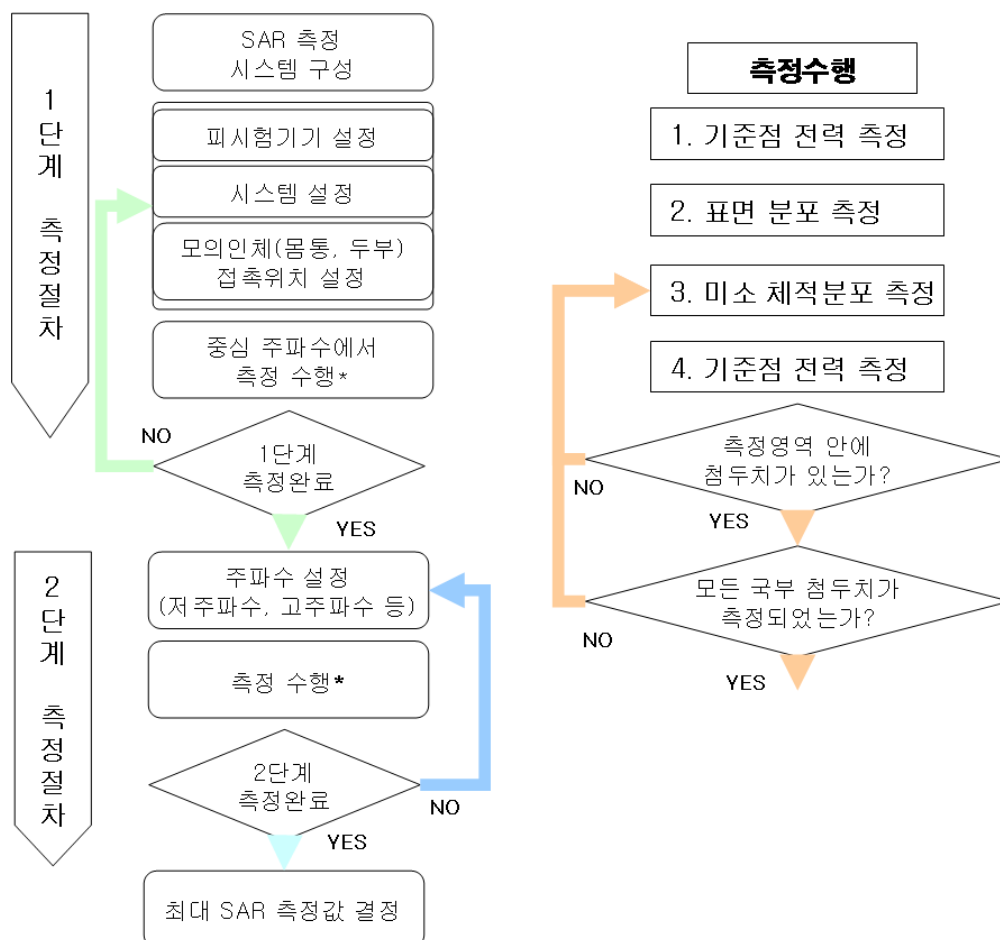 1
단
계
측
정
절
차
SAR 측정
시스템 구성
피시험기기 설정
시스템 설정
모의인체(몸통, 두부)
접촉위치 설정
중심 주파수에서
측정 수행*
NO
1단계
측정완료
YES
2
단
계
측
정
절
차
주파수 설정
(저주파수, 고주파수 등)
측정 수행*
2단계
측정완료
NO
YES
최대 SAR 측정값 결정
측정수행
1. 기준점 전력 측정
2. 표면 분포 측정
3. 미소 체적분포 측정
4. 기준점 전력 측정
측정영역 안에
첨두치가 있는가?
NO
YES
모든 국부 첨두치가
측정되었는가?
NO
YES